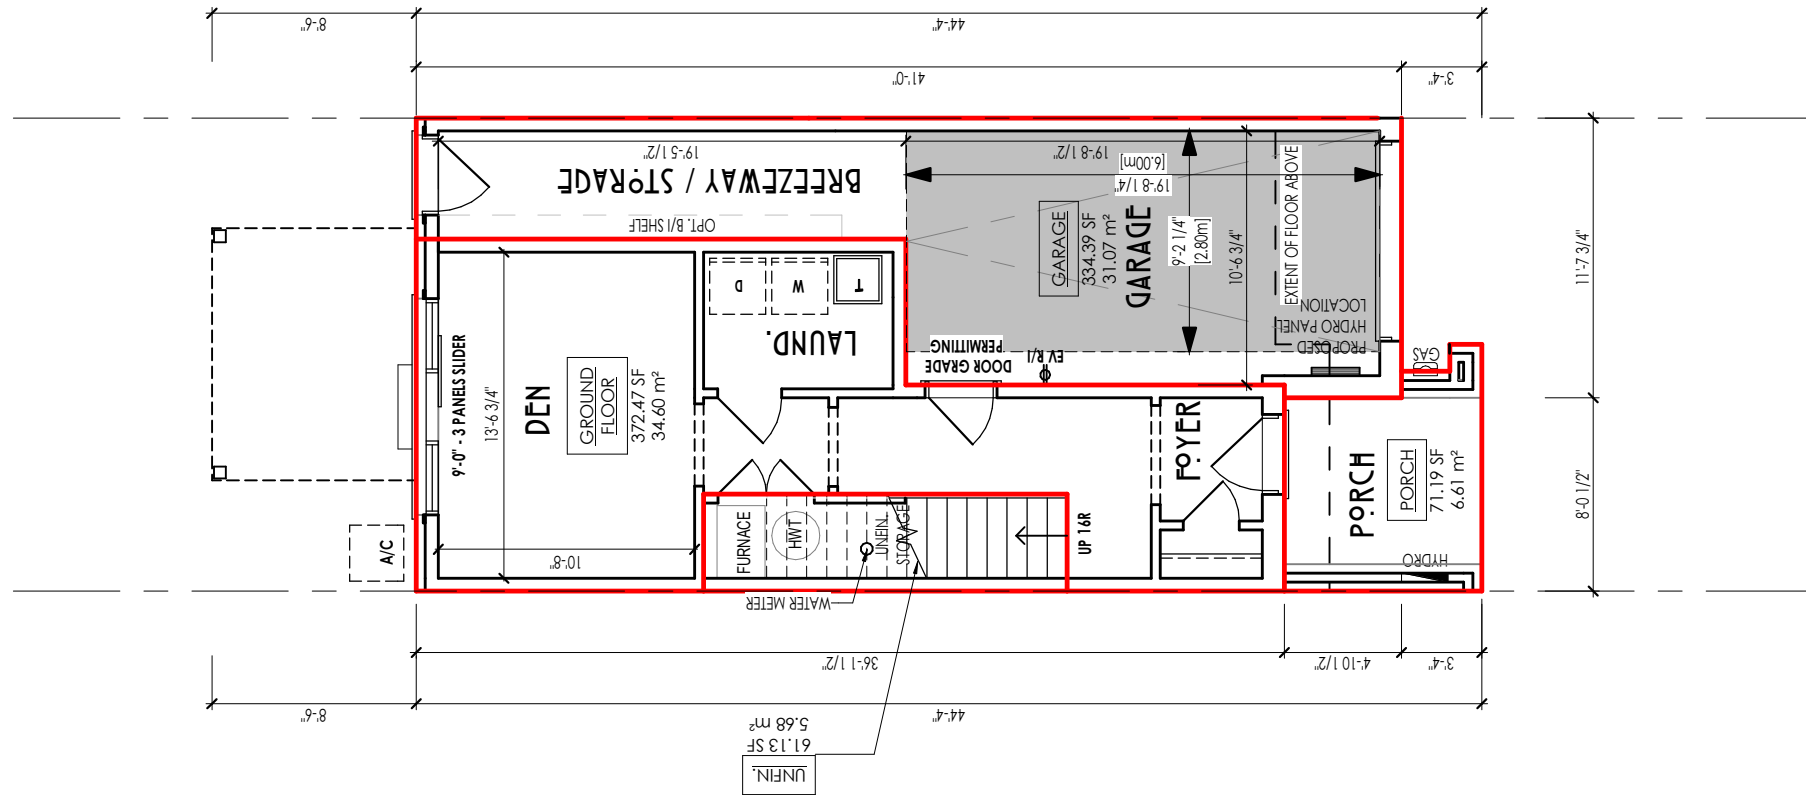 8'-6"
44'-4"
41'-0"
3'-4"
19'-5 1/2"
19'-8 1/2"
BREEZEWAY / STORAGE
OPT. B/I SHELF
19'-8 1/4"
[6.00m]
GARAGE
334.39 SF
31.07 m²
GARAGE
9'-2 1/4"
[2.80m]
10'-6 3/4"
EXTENT OF FLOOR ABOVE
PROPOSED
HYDRO PANEL
LOCATION
11'-7 3/4"
9'-0" - 3 PANELS SLIDER
13'-6 3/4"
DEN
GROUND
FLOOR
372.47 SF
34.60 m²
D
W
T
LAUND.
DOOR GRADE
PERMITTING
EV R/I
GAS
FOYER
PORCH
PORCH
71.19 SF
6.61 m²
8'-0 1/2"
HYDRO
A/C
10'-8"
FURNACE
HWT
UNFIN.
STORAGE
UP 16R
WATER METER
36'-1 1/2"
4'-10 1/2"
3'-4"
8'-6"
44'-4"
UNFIN.
61.13 SF
5.68 m²